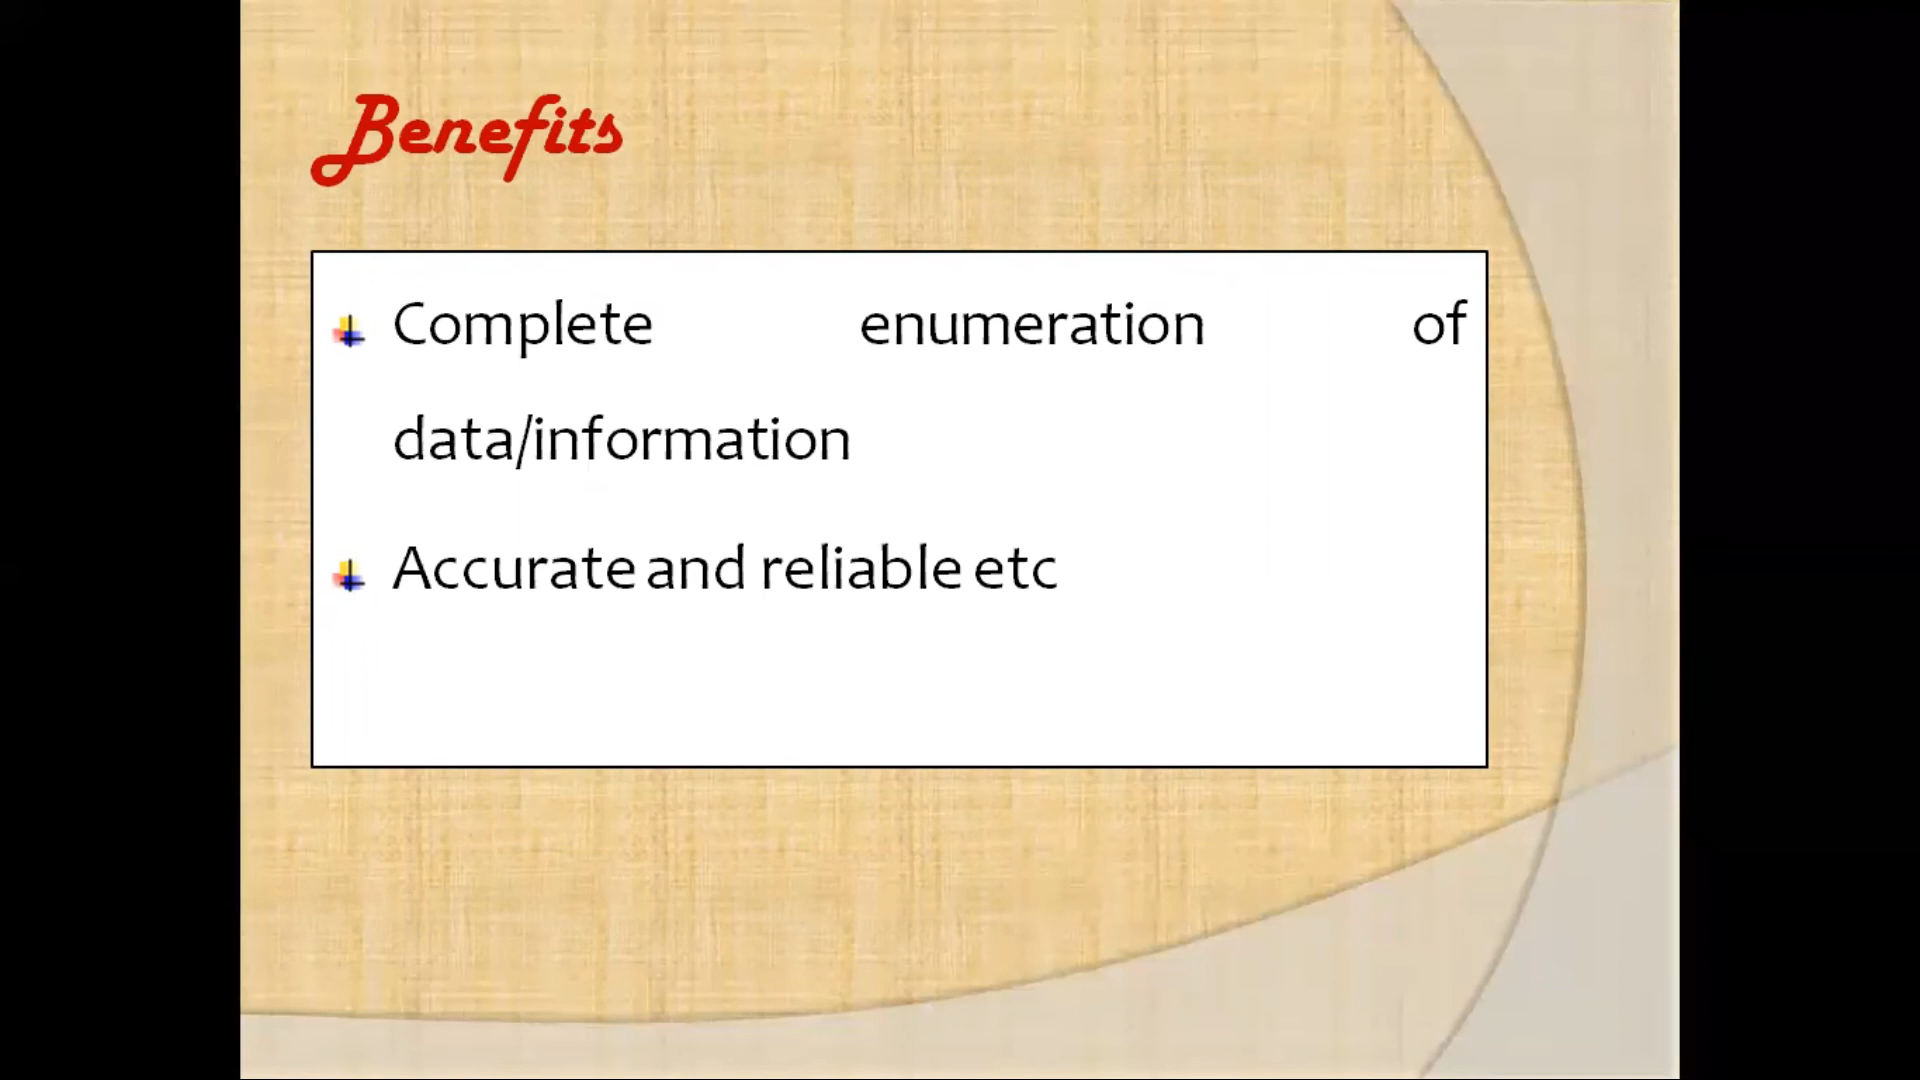 Benefits
Complete enumeration of
data/information
Accurate and reliable etc